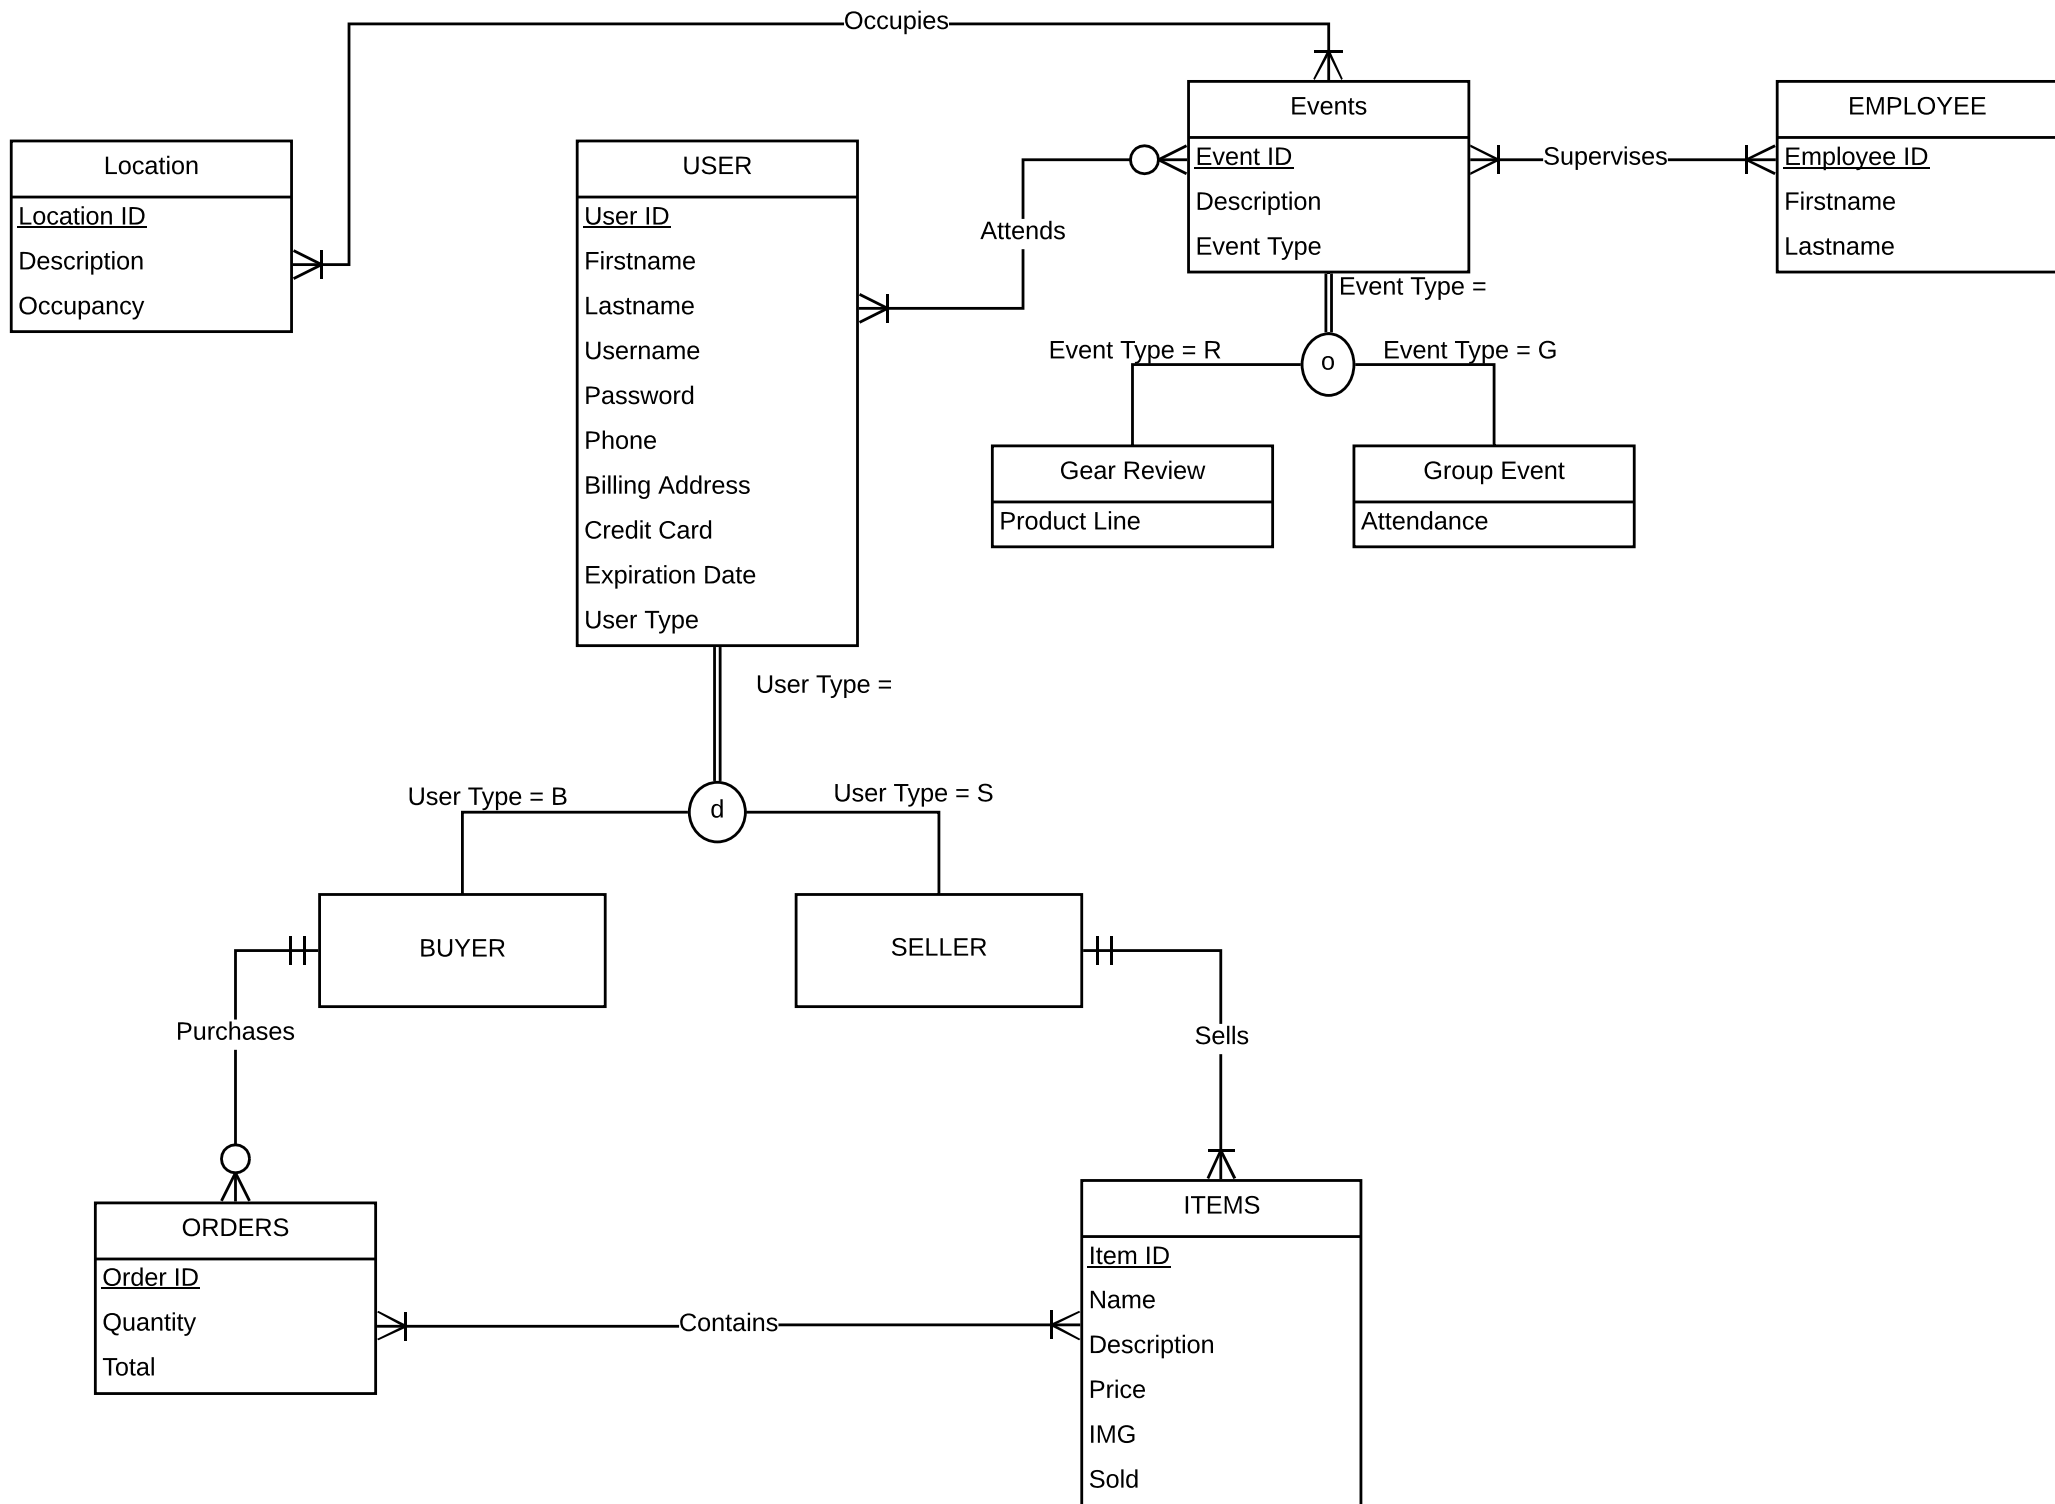 Occupies
Location
Location ID
Description
Occupancy
USER
User ID
Firstname
Lastname
Username
Password
Phone
Billing Address
Credit Card
Expiration Date
User Type
Attends
Events
Event ID
Description
Event Type
Supervises
EMPLOYEE
Employee ID
Firstname
Lastname
Event Type =
Event Type = R
o
Event Type = G
Gear Review
Product Line
Group Event
Attendance
User Type =
User Type = B
d
User Type = S
BUYER
SELLER
Purchases
Sells
ORDERS
Order ID
Quantity
Total
Contains
ITEMS
Item ID
Name
Description
Price
IMG
Sold